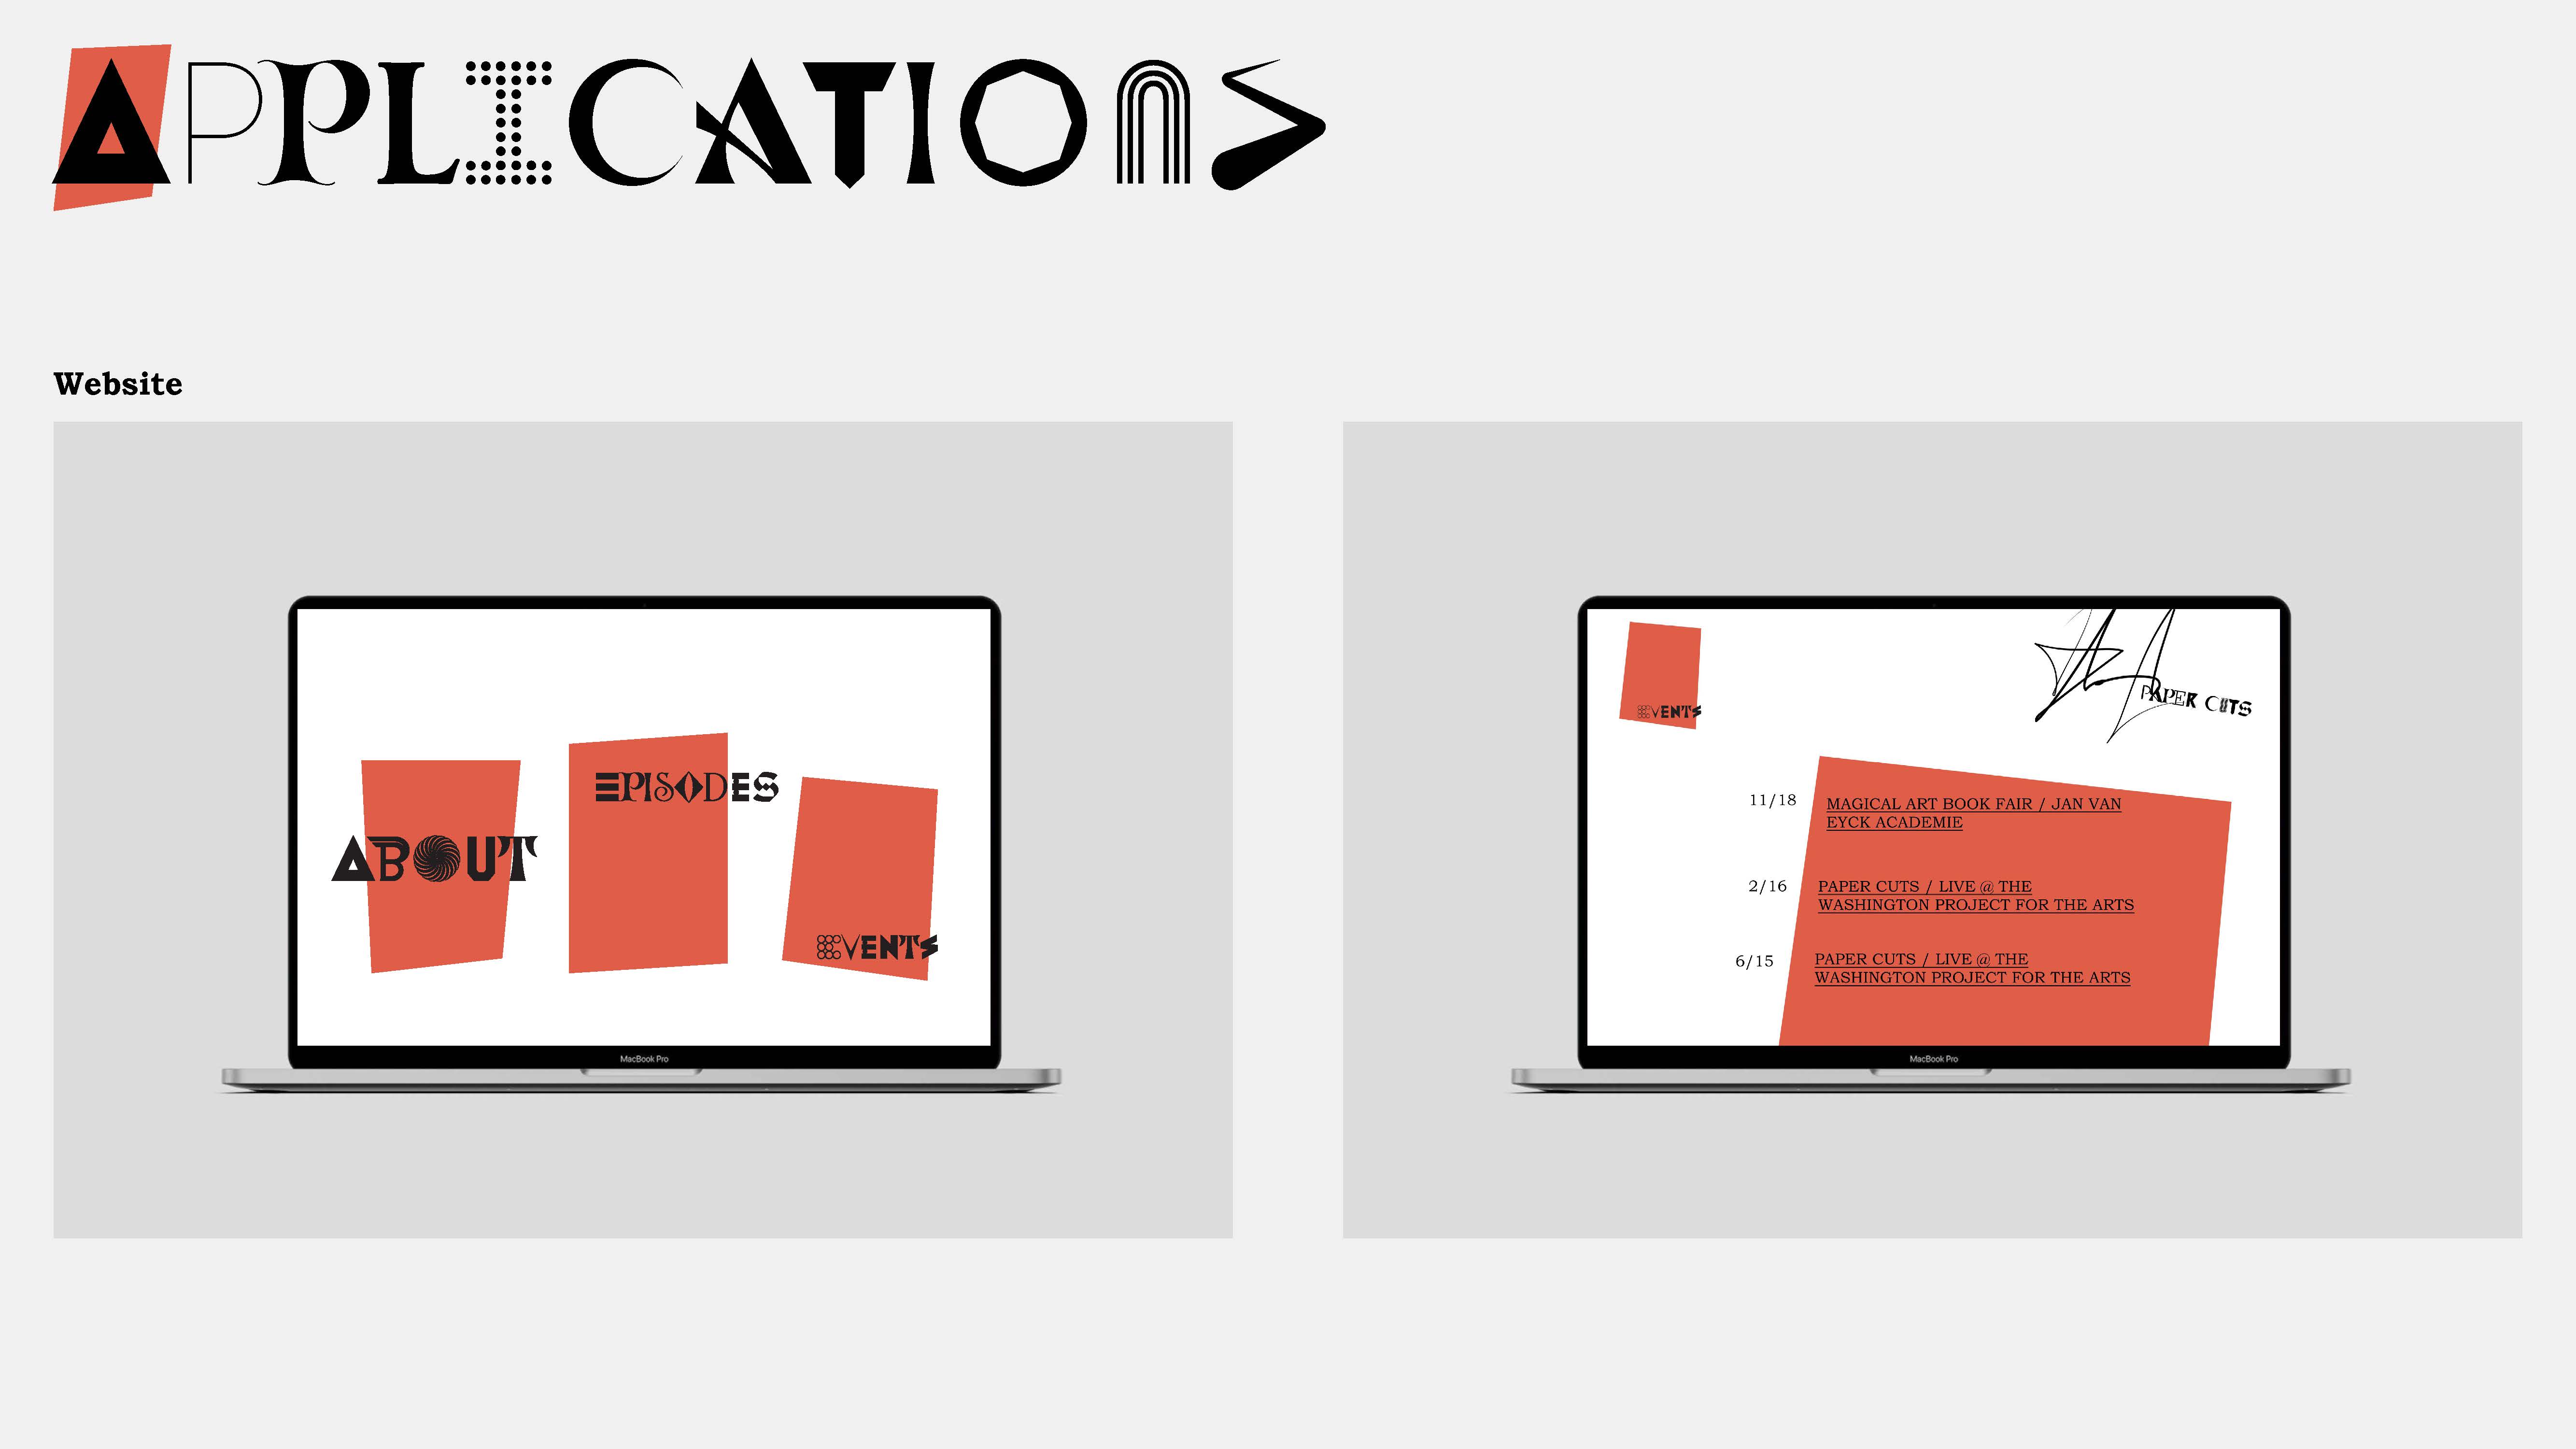 APPLICATIONS
Website
ABOUT
EPISODES
EVENTS
MacBook Pro
EVENTS
PAPER CUTS
11/18
MAGICAL ART BOOK FAIR / JAN VAN
EYCK ACADEMIE
2/16
PAPER CUTS / LIVE @ THE
WASHINGTON PROJECT FOR THE ARTS
6/15
PAPER CUTS / LIVE @ THE
WASHINGTON PROJECT FOR THE ARTS
MacBook Pro